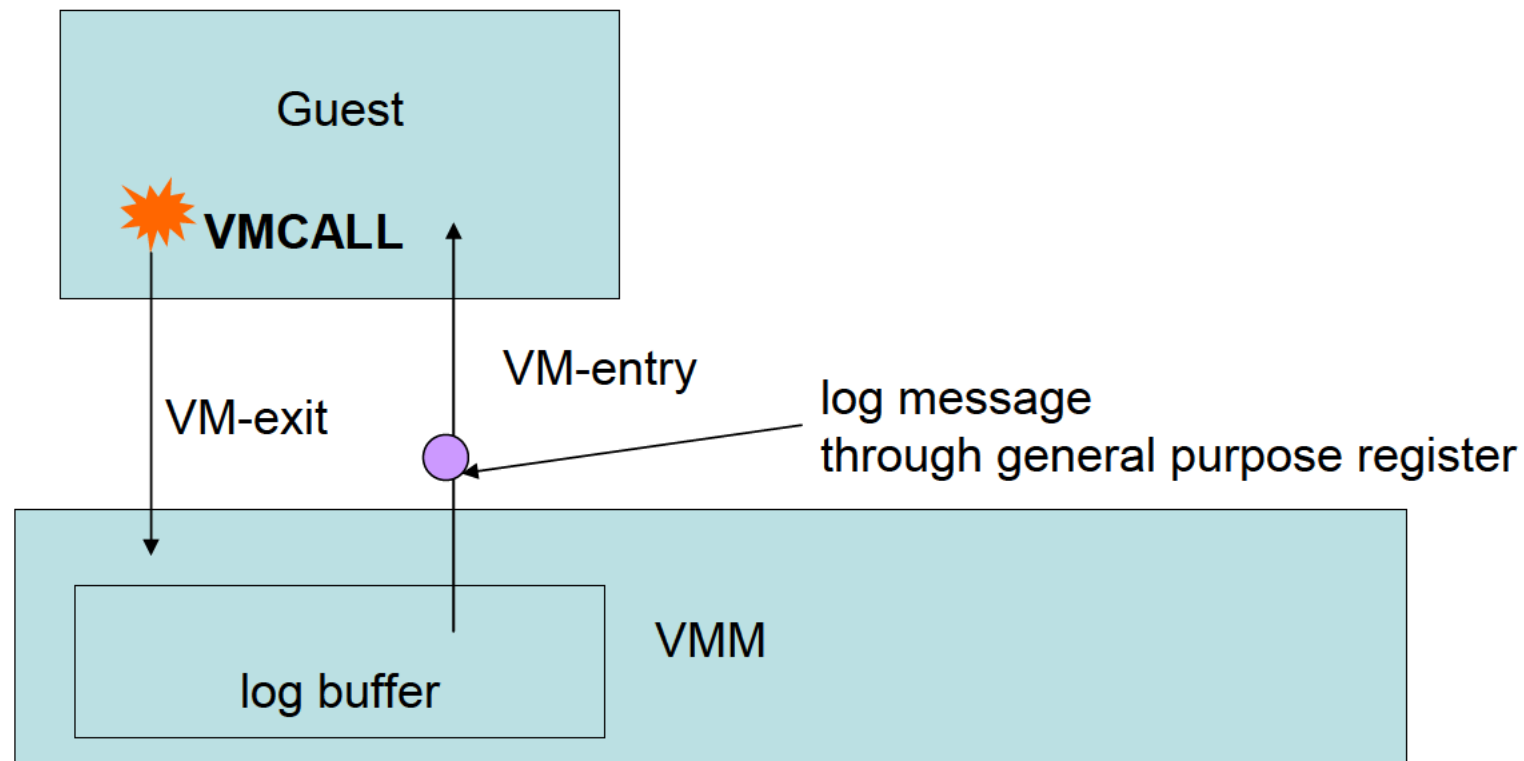 Guest
VMCALL
VM-entry
VM-exit
log message
through general purpose register
VMM
log buffer